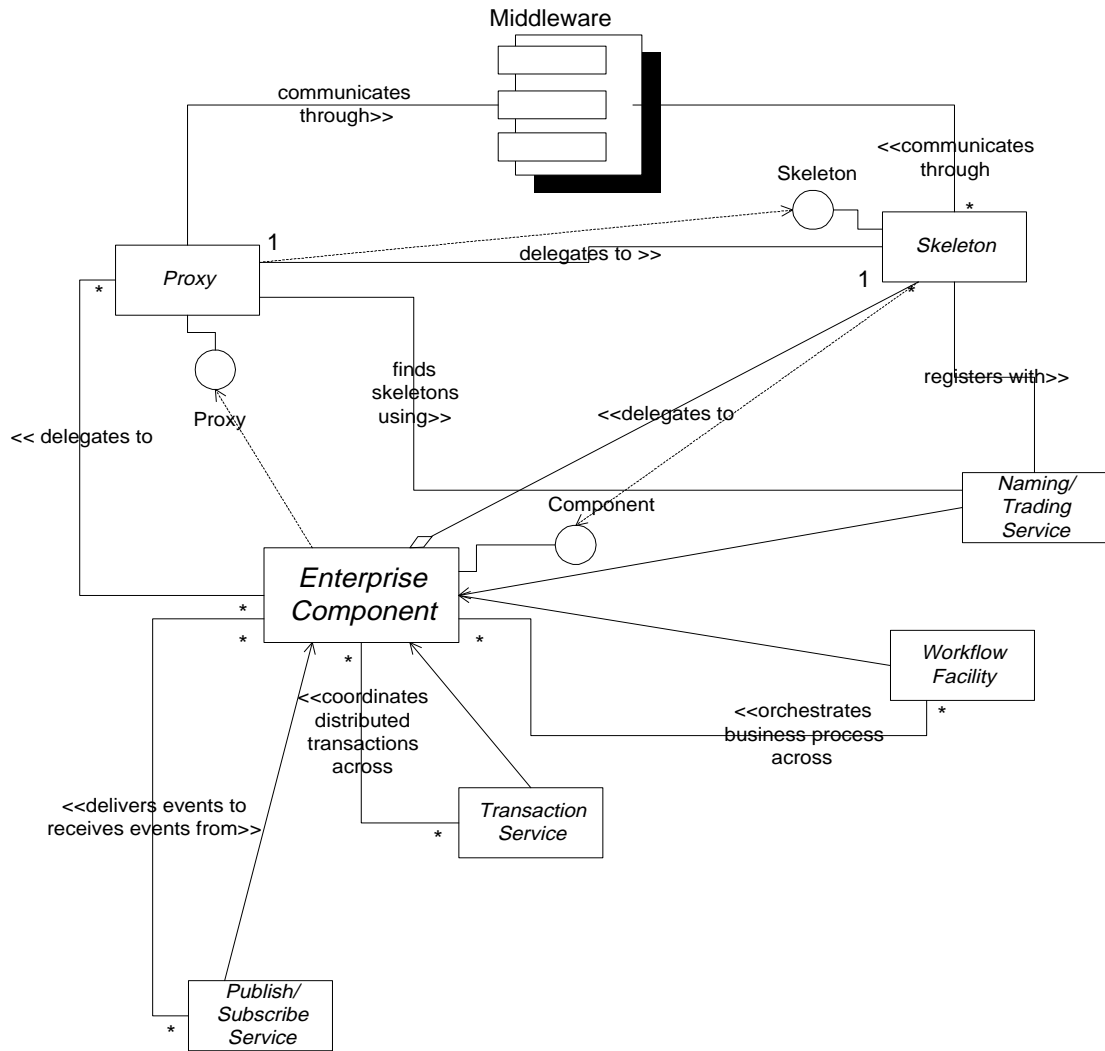 Middleware
communicates
through>>
<<communicates
through
*
Skeleton
1
Skeleton
Proxy
delegates to >>
*
1
*
finds
skeletons
using>>
registers with>>
Proxy
<<delegates to
<< delegates to
Component
Naming/
Trading
Service
Enterprise
Component
*
*
*
*
Workflow
Facility
<<coordinates
distributed
transactions
across
<<orchestrates
business process
across
*
<<delivers events to
receives events from>>
Transaction
Service
*
Publish/
Subscribe
Service
*